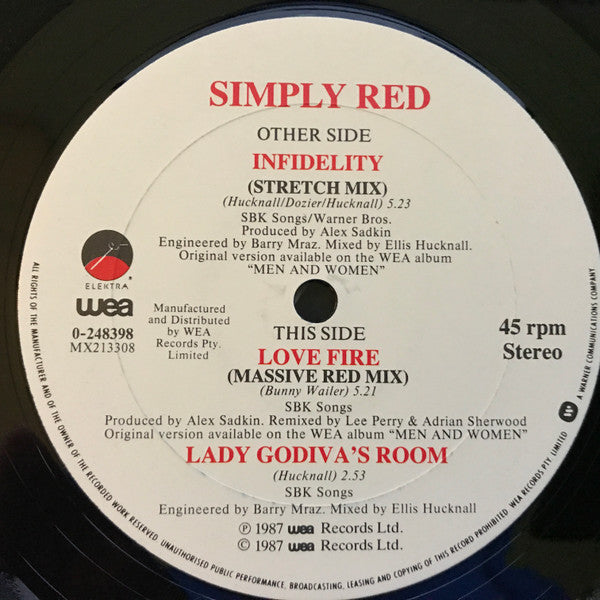 SIMPLY RED
OTHER SIDE
INFIDELITY
(STRETCH MIX)
(Hucknall/Dozier/Hucknall) 5.23
SBK Songs/Warner Bros.
Produced by Alex Sadkin
Engineered by Barry Mraz. Mixed by Ellis Hucknall.
Original version available on the WEA album
"MEN AND WOMEN"
ELEKTRA
wea
0-248398
MX213308
Manufactured
and Distributed
by WEA
Records Pty.
Limited
45 rpm
Stereo
THIS SIDE
LOVE FIRE
(MASSIVE RED MIX)
(Bunny Wailer) 5.21
SBK Songs
Produced by Alex Sadkin. Remixed by Lee Perry & Adrian Sherwood
Original version available on the WEA album "MEN AND WOMEN"
LADY GODIVA'S ROOM
(Hucknall) 2.53
SBK Songs
Engineered by Barry Mraz. Mixed by Ellis Hucknall
℗ 1987 wea Records Ltd.
© 1987 wea Records Ltd.
ALL RIGHTS OF THE MANUFACTURER AND OF THE OWNER OF THE RECORDED WORK RESERVED. UNAUTHORISED PUBLIC PERFORMANCE, BROADCASTING, LEASING AND COPYING OF THIS RECORD PROHIBITED. WEA RECORDS PTY. LIMITED
A WARNER COMMUNICATIONS COMPANY.